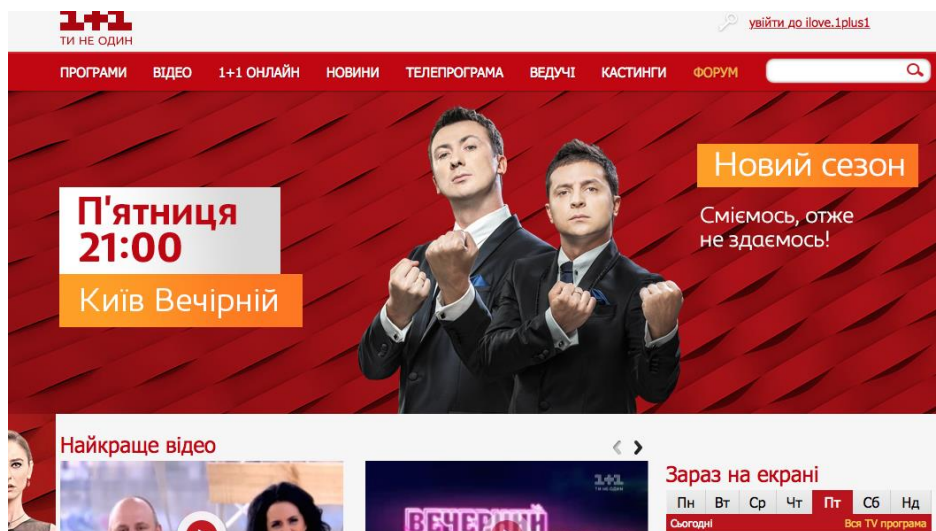 1+1
ТИ НЕ ОДИН
увійти до ilove.1plus1
ПРОГРАМИ ВІДЕО 1+1 ОНЛАЙН НОВИНИ ТЕЛЕПРОГРАМА ВЕДУЧІ КАСТИНГИ ФОРУМ
П'ятниця
21:00
Київ Вечірній
Новий сезон
Сміємось, отже
не здаємось!
Найкраще відео
1+1
ВЕЧЕРНИЙ
Зараз на екрані
Пн Вт Ср Чт Пт Сб Нд
Сьогодні Вся TV програма